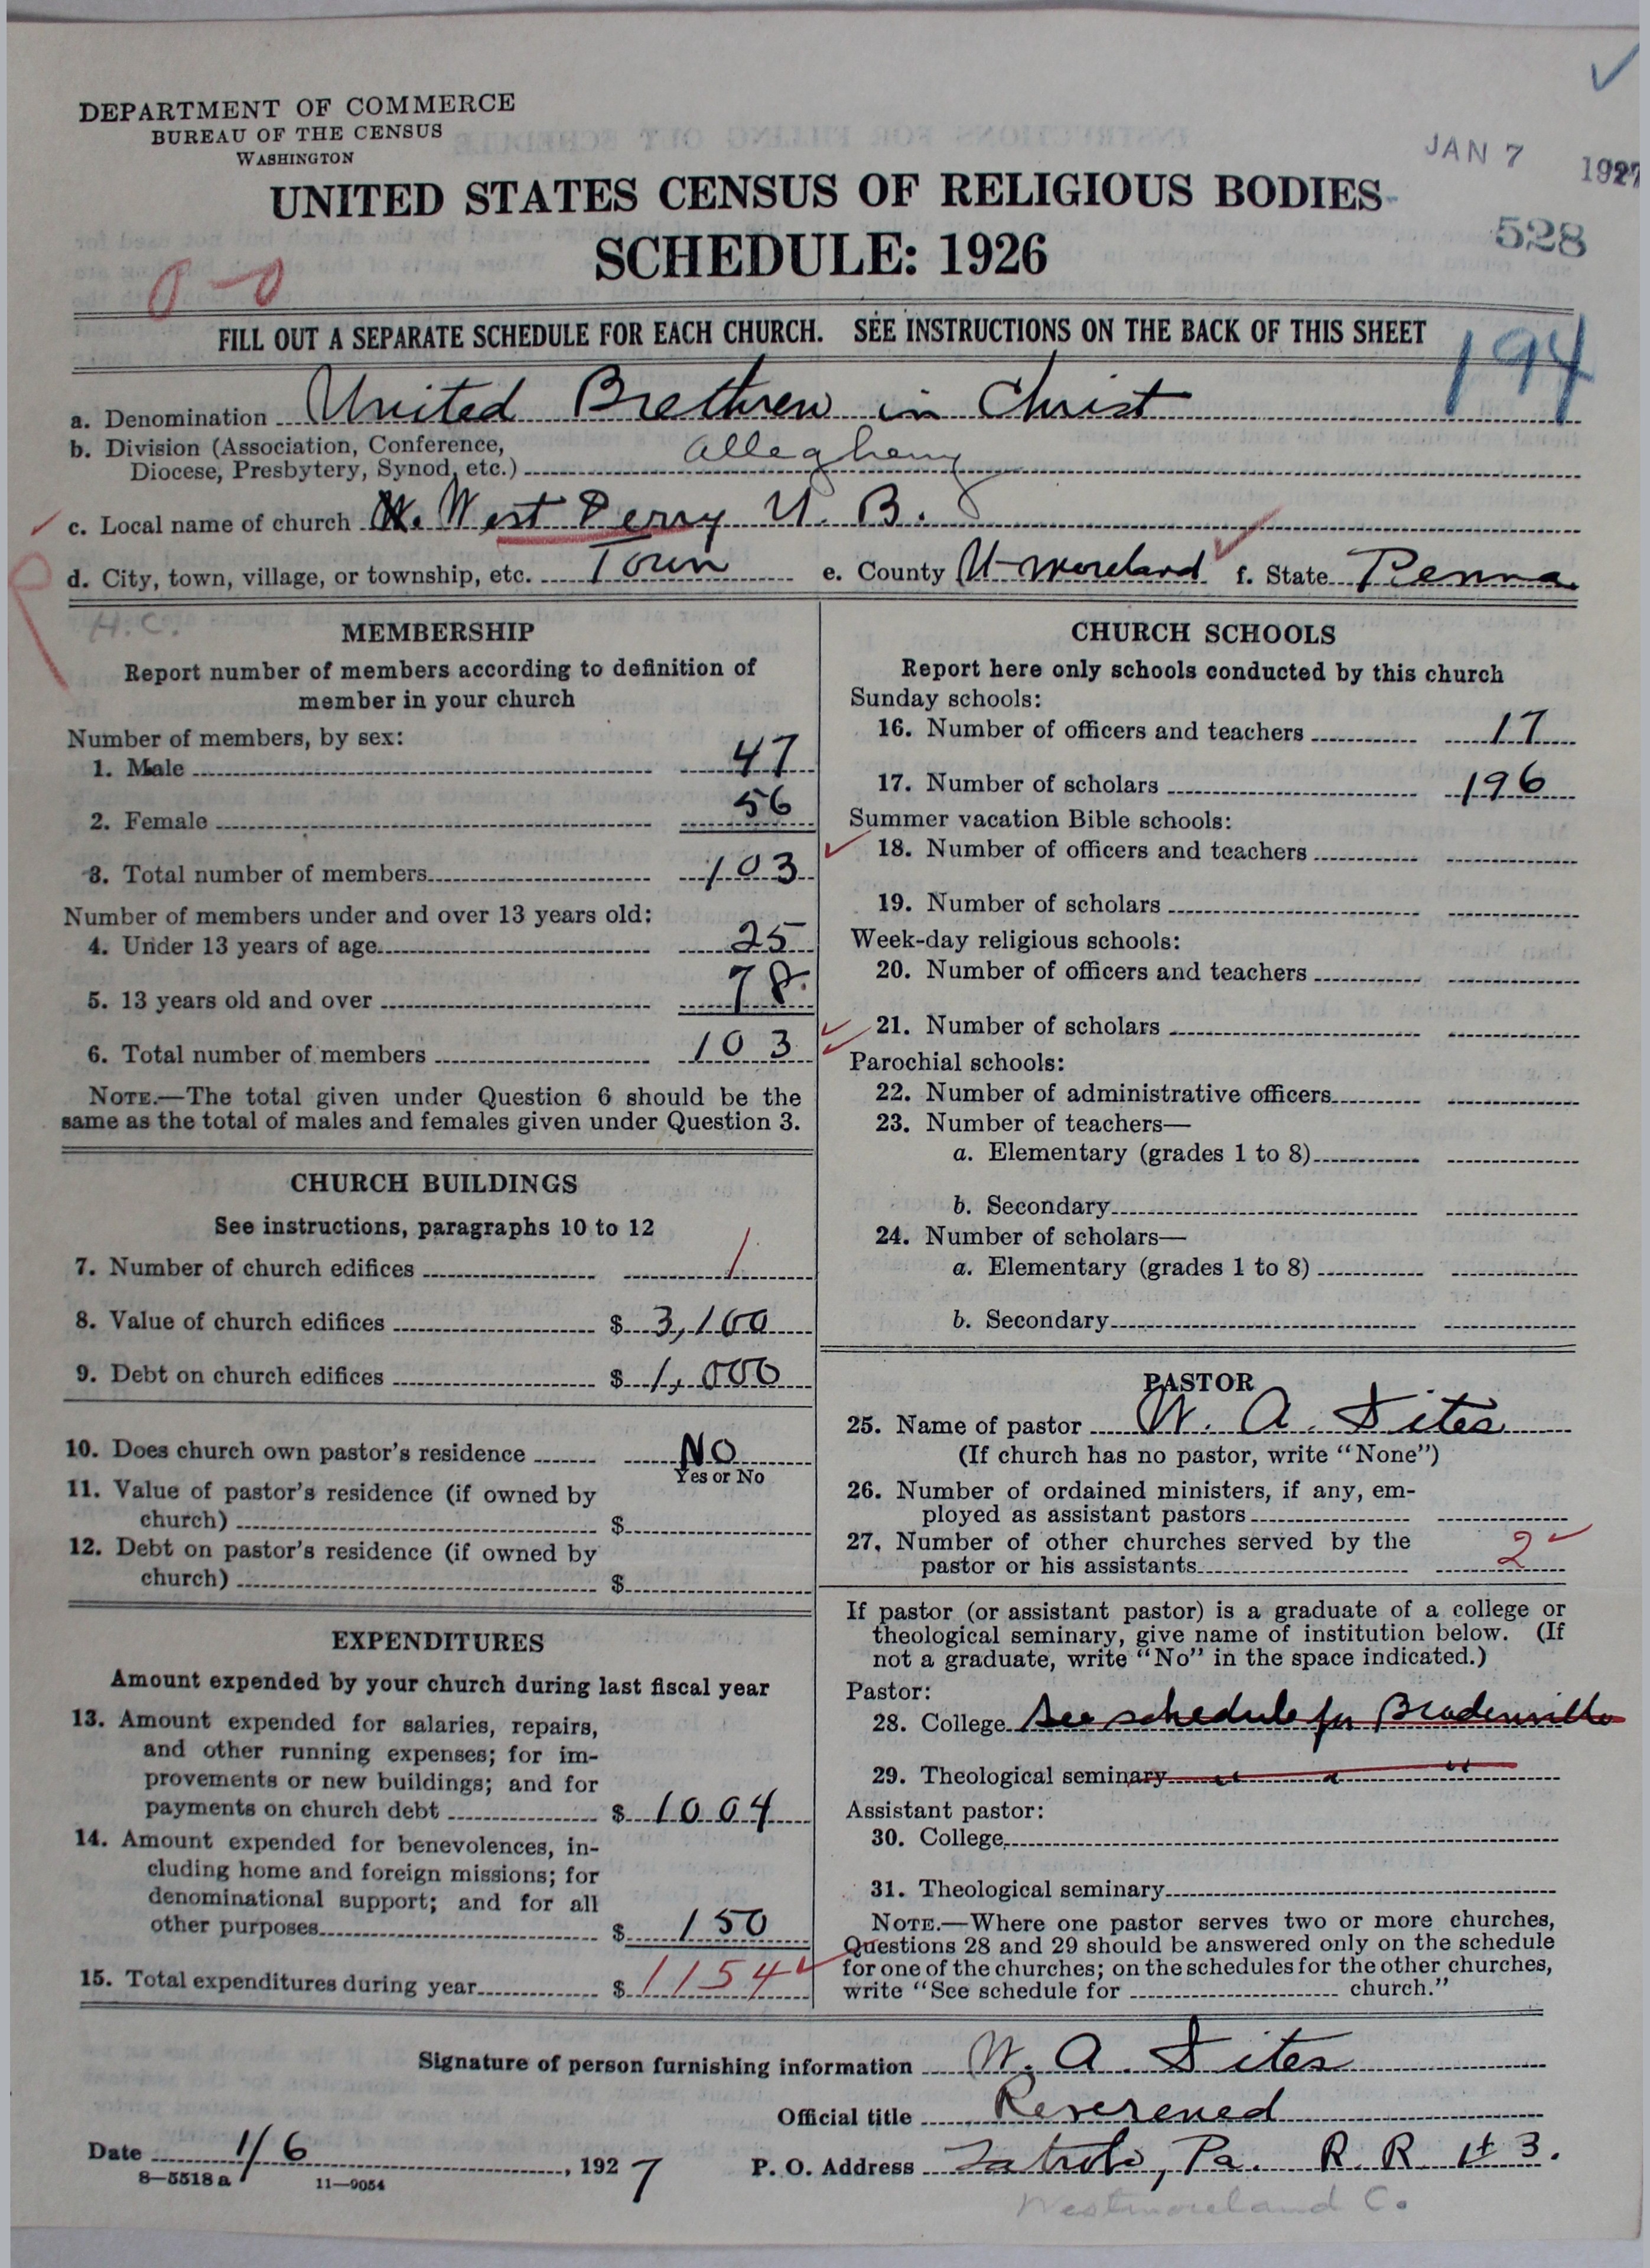 DEPARTMENT OF COMMERCE
BUREAU OF THE CENSUS
WASHINGTON
JAN 7 1927
UNITED STATES CENSUS OF RELIGIOUS BODIES
528
SCHEDULE: 1926
0-0
FILL OUT A SEPARATE SCHEDULE FOR EACH CHURCH. SEE INSTRUCTIONS ON THE BACK OF THIS SHEET
194
a. Denomination United Brethren in Christ
b. Division (Association, Conference,
Diocese, Presbytery, Synod, etc.) Allegheny
c. Local name of church W. West Perry U. B.
d. City, town, village, or township, etc. Town e. County W-moreland f. State Penna
H.C.
MEMBERSHIP
Report number of members according to definition of
member in your church
Number of members, by sex:
1. Male 47
2. Female 56
3. Total number of members 103
Number of members under and over 13 years old:
4. Under 13 years of age 25
5. 13 years old and over 78
6. Total number of members 103
NOTE.—The total given under Question 6 should be the
same as the total of males and females given under Question 3.
CHURCH BUILDINGS
See instructions, paragraphs 10 to 12
7. Number of church edifices 1
8. Value of church edifices $ 3,100
9. Debt on church edifices $ 1,000
10. Does church own pastor's residence No
Yes or No
11. Value of pastor's residence (if owned by
church) $
12. Debt on pastor's residence (if owned by
church) $
EXPENDITURES
Amount expended by your church during last fiscal year
13. Amount expended for salaries, repairs,
and other running expenses; for im-
provements or new buildings; and for
payments on church debt $ 1004
14. Amount expended for benevolences, in-
cluding home and foreign missions; for
denominational support; and for all
other purposes $ 150
15. Total expenditures during year $ 1154
CHURCH SCHOOLS
Report here only schools conducted by this church
Sunday schools:
16. Number of officers and teachers 17
17. Number of scholars 196
Summer vacation Bible schools:
18. Number of officers and teachers
19. Number of scholars
Week-day religious schools:
20. Number of officers and teachers
21. Number of scholars
Parochial schools:
22. Number of administrative officers
23. Number of teachers—
a. Elementary (grades 1 to 8)
b. Secondary
24. Number of scholars—
a. Elementary (grades 1 to 8)
b. Secondary
PASTOR
25. Name of pastor W. A. Sites
(If church has no pastor, write "None")
26. Number of ordained ministers, if any, em-
ployed as assistant pastors
27. Number of other churches served by the
pastor or his assistants 2
If pastor (or assistant pastor) is a graduate of a college or
theological seminary, give name of institution below. (If
not a graduate, write "No" in the space indicated.)
Pastor:
28. College See schedule for Bradenville
29. Theological seminary " " "
Assistant pastor:
30. College
31. Theological seminary
NOTE.—Where one pastor serves two or more churches,
Questions 28 and 29 should be answered only on the schedule
for one of the churches; on the schedules for the other churches,
write "See schedule for church."
Signature of person furnishing information W. A. Sites
Official title Reverened
Date 1/6, 1927 P. O. Address Latrobe, Pa. R. R. # 3.
8—5518a 11—9054
Westmoreland C.